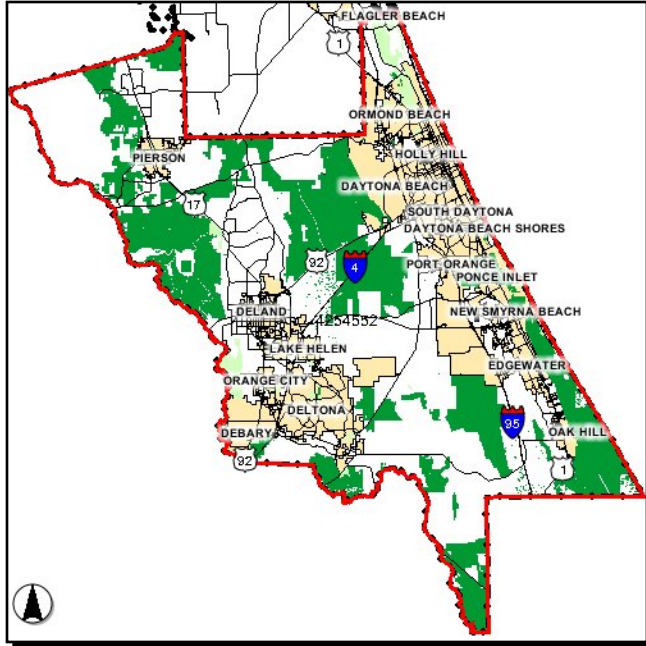 FLAGLER BEACH
1
ORMOND BEACH
HOLLY HILL
PIERSON
DAYTONA BEACH
17
SOUTH DAYTONA
DAYTONA BEACH SHORES
92
4
PORT ORANGE
PONCE INLET
DELAND
NEW SMYRNA BEACH
4254552
LAKE HELEN
EDGEWATER
ORANGE CITY
DELTONA
95
DEBARY
OAK HILL
92
1